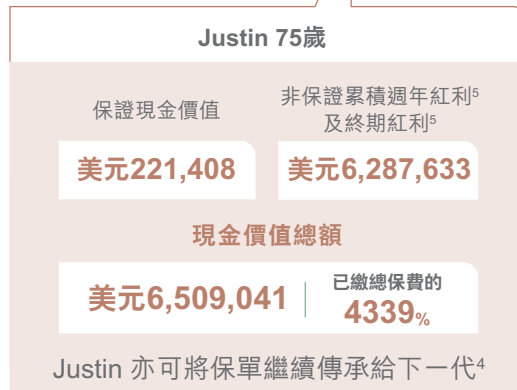 Justin 75歲
保證現金價值
非保證累積週年紅利5
及終期紅利5
美元221,408
美元6,287,633
現金價值總額
美元6,509,041
已繳總保費的
4339%
Justin 亦可將保單繼續傳承給下一代4